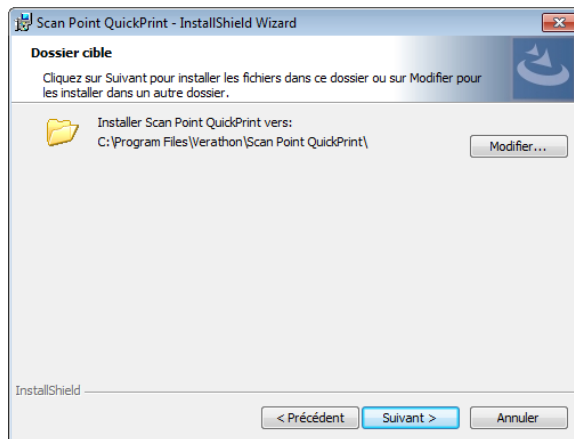 Scan Point QuickPrint - InstallShield Wizard
Dossier cible
Cliquez sur Suivant pour installer les fichiers dans ce dossier ou sur Modifier pour
les installer dans un autre dossier.
Installer Scan Point QuickPrint vers:
C:\Program Files\Verathon\Scan Point QuickPrint\
Modifier...
InstallShield
< Précédent
Suivant >
Annuler